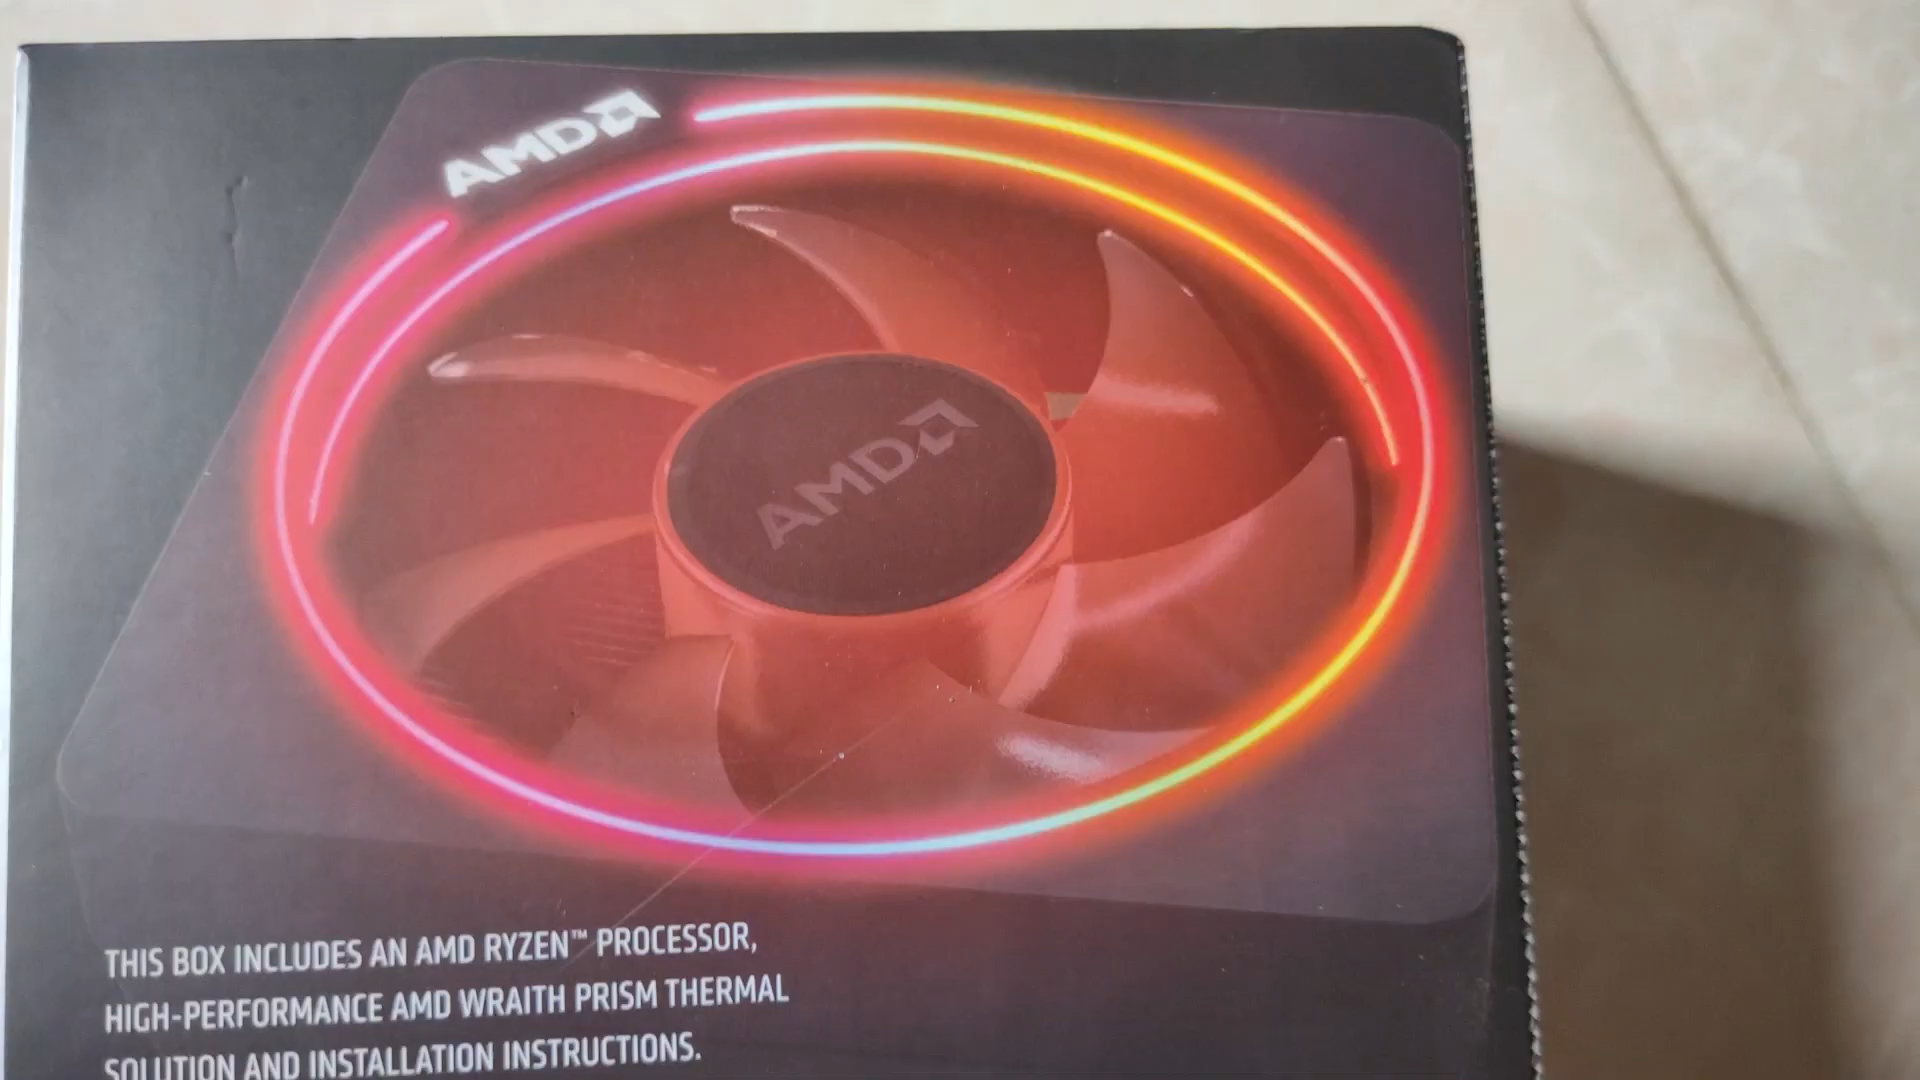 AMD
AMD
THIS BOX INCLUDES AN AMD RYZEN™ PROCESSOR,
HIGH-PERFORMANCE AMD WRAITH PRISM THERMAL
SOLUTION AND INSTALLATION INSTRUCTIONS.